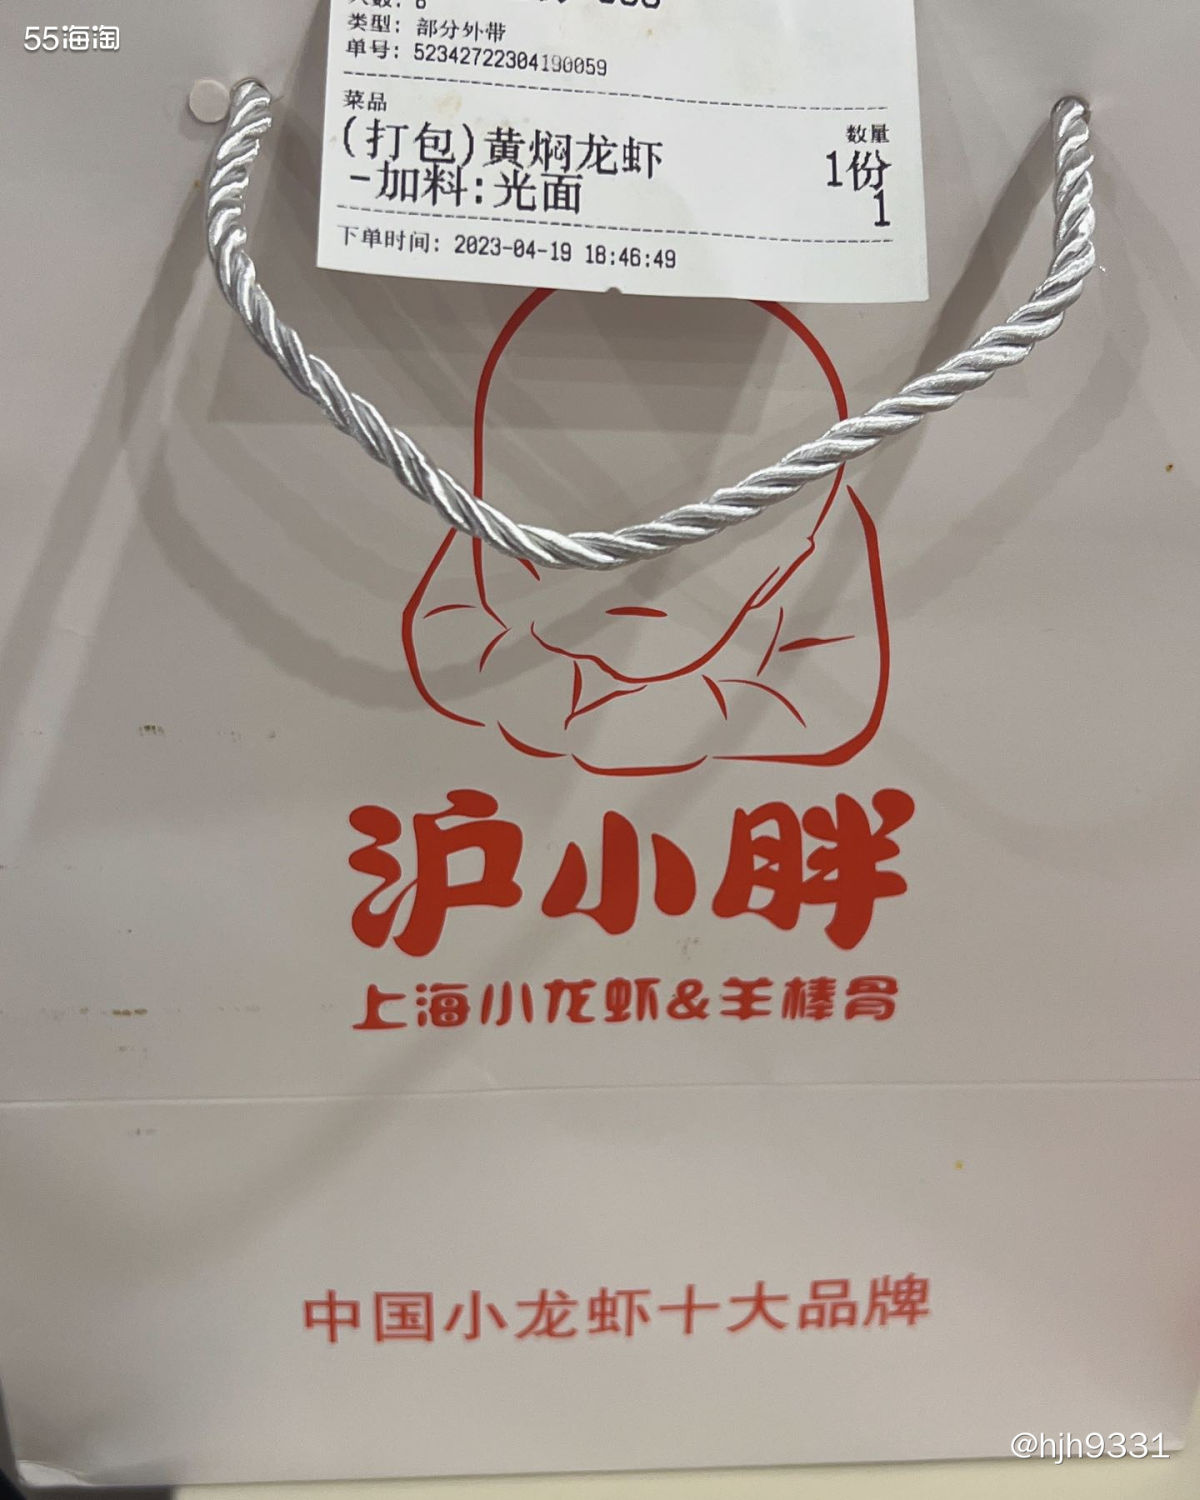 55海淘
人数: 6
类型: 部分外带
单号: 52342722304190059
菜品 数量
(打包)黄焖龙虾 1份
-加料:光面 1
下单时间: 2023-04-19 18:46:49
沪小胖
上海小龙虾&羊棒骨
中国小龙虾十大品牌
@hjh9331